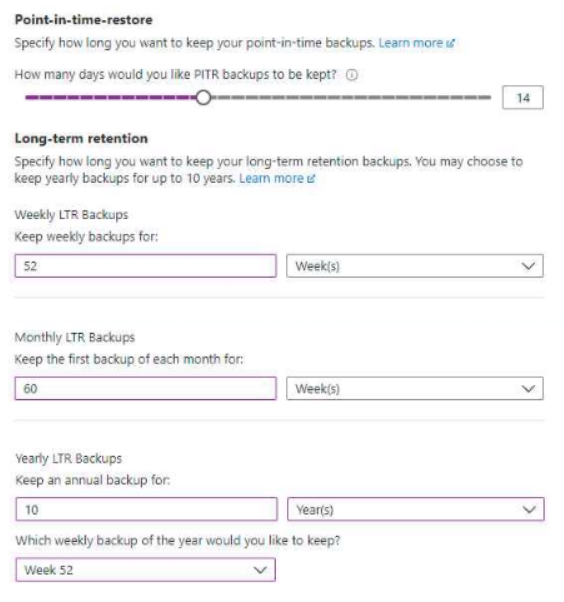 Point-in-time-restore
Specify how long you want to keep your point-in-time backups. Learn more
How many days would you like PITR backups to be kept?
14
Long-term retention
Specify how long you want to keep your long-term retention backups. You may choose to
keep yearly backups for up to 10 years. Learn more
Weekly LTR Backups
Keep weekly backups for:
52 Week(s)
Monthly LTR Backups
Keep the first backup of each month for:
60 Week(s)
Yearly LTR Backups
Keep an annual backup for:
10 Year(s)
Which weekly backup of the year would you like to keep?
Week 52